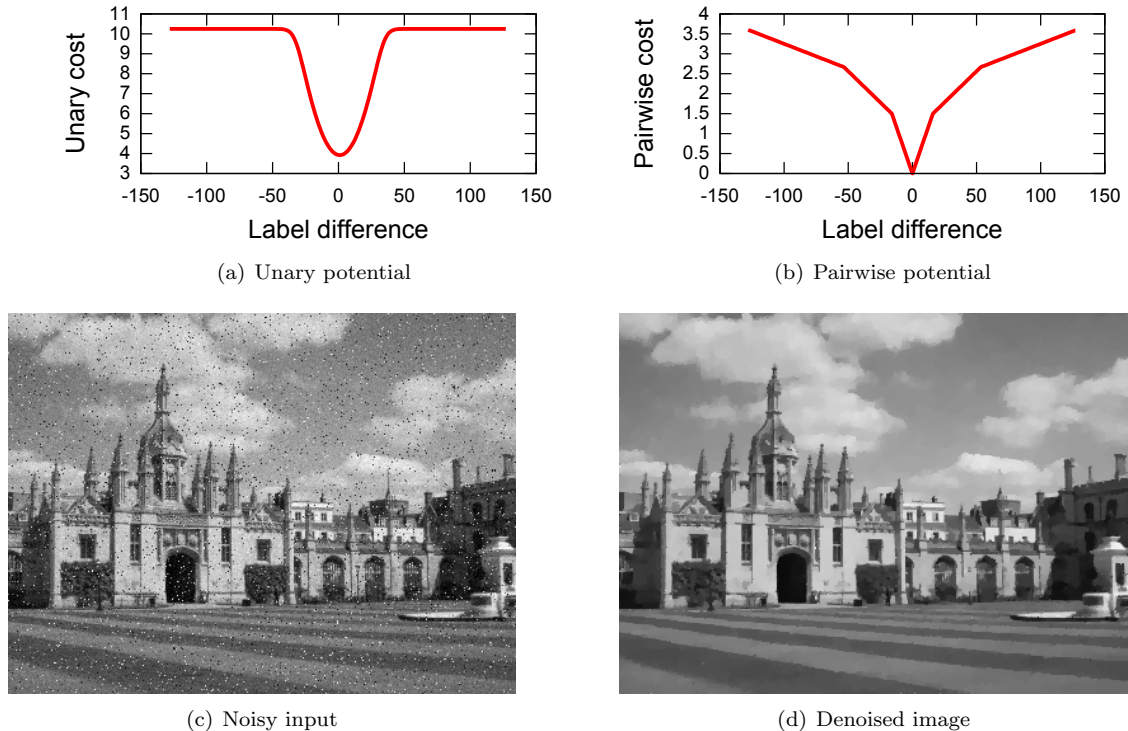 11
10
9
8
7
6
5
4
3
Unary cost
-150 -100 -50 0 50 100 150
Label difference
(a) Unary potential
4
3.5
3
2.5
2
1.5
1
0.5
0
Pairwise cost
-150 -100 -50 0 50 100 150
Label difference
(b) Pairwise potential
(c) Noisy input
(d) Denoised image